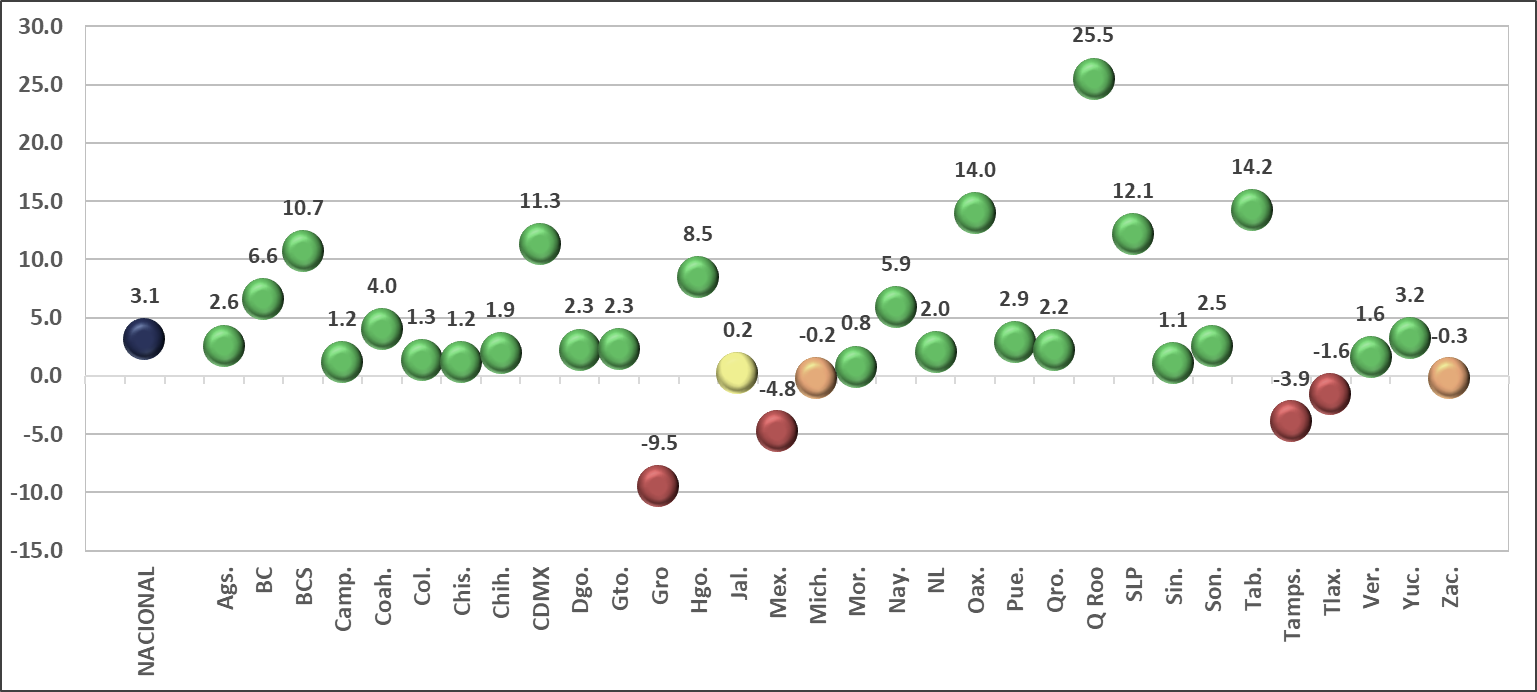 30.0
25.0
20.0
15.0
10.0
5.0
0.0
-5.0
-10.0
-15.0
3.1
2.6
6.6
10.7
1.2
4.0
1.3
1.2
1.9
11.3
2.3
2.3
-9.5
8.5
0.2
-4.8
-0.2
0.8
5.9
2.0
14.0
2.9
2.2
25.5
12.1
1.1
2.5
14.2
-3.9
-1.6
1.6
3.2
-0.3
NACIONAL
Ags.
BC
BCS
Camp.
Coah.
Col.
Chis.
Chih.
CDMX
Dgo.
Gto.
Gro
Hgo.
Jal.
Mex.
Mich.
Mor.
Nay.
NL
Oax.
Pue.
Qro.
Q Roo
SLP
Sin.
Son.
Tab.
Tamps.
Tlax.
Ver.
Yuc.
Zac.